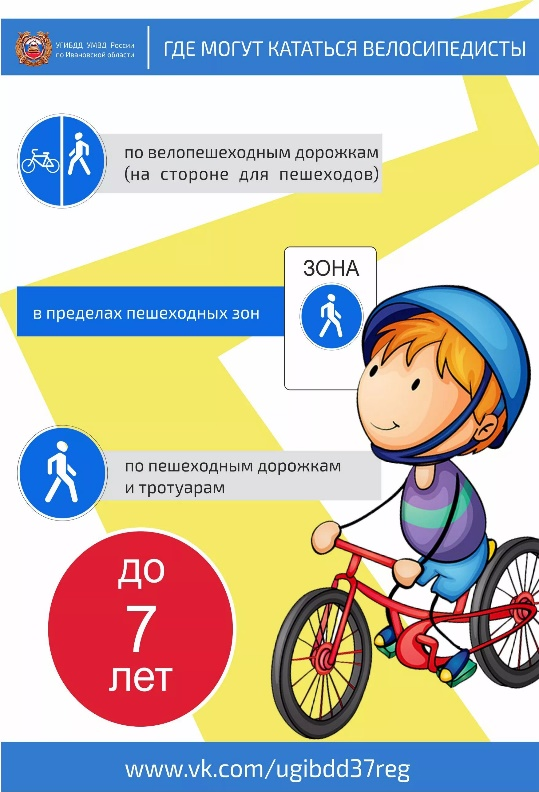 УГИБДД УМВД России
по Ивановской области
ГДЕ МОГУТ КАТАТЬСЯ ВЕЛОСИПЕДИСТЫ
по велопешеходным дорожкам
(на стороне для пешеходов)
ЗОНА
в пределах пешеходных зон
по пешеходным дорожкам
и тротуарам
до
7
лет
www.vk.com/ugibdd37reg